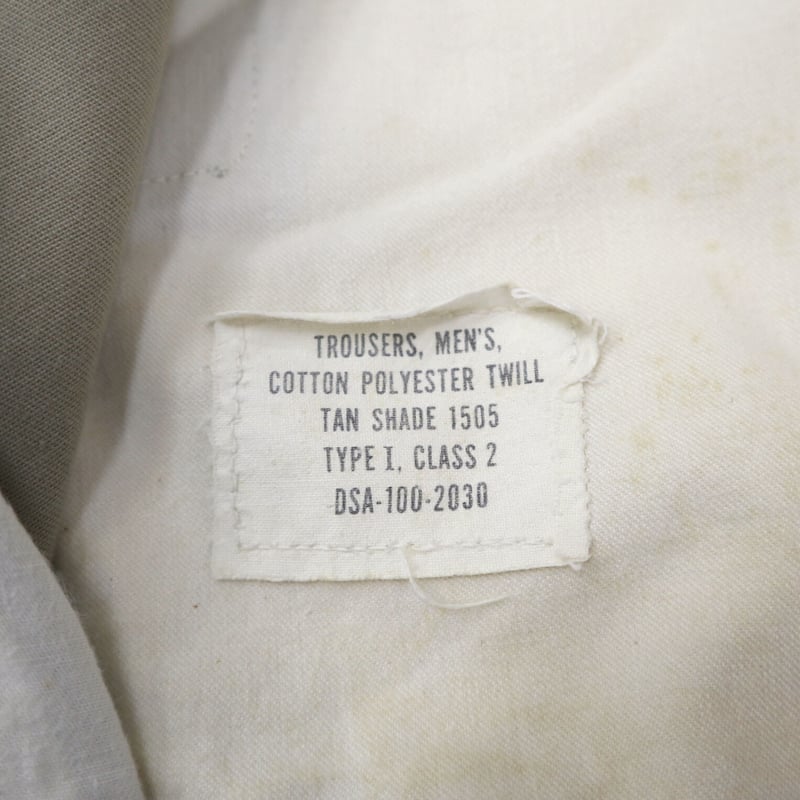 TROUSERS, MEN'S,
COTTON POLYESTER TWILL
TAN SHADE 1505
TYPE I, CLASS 2
DSA-100-2030